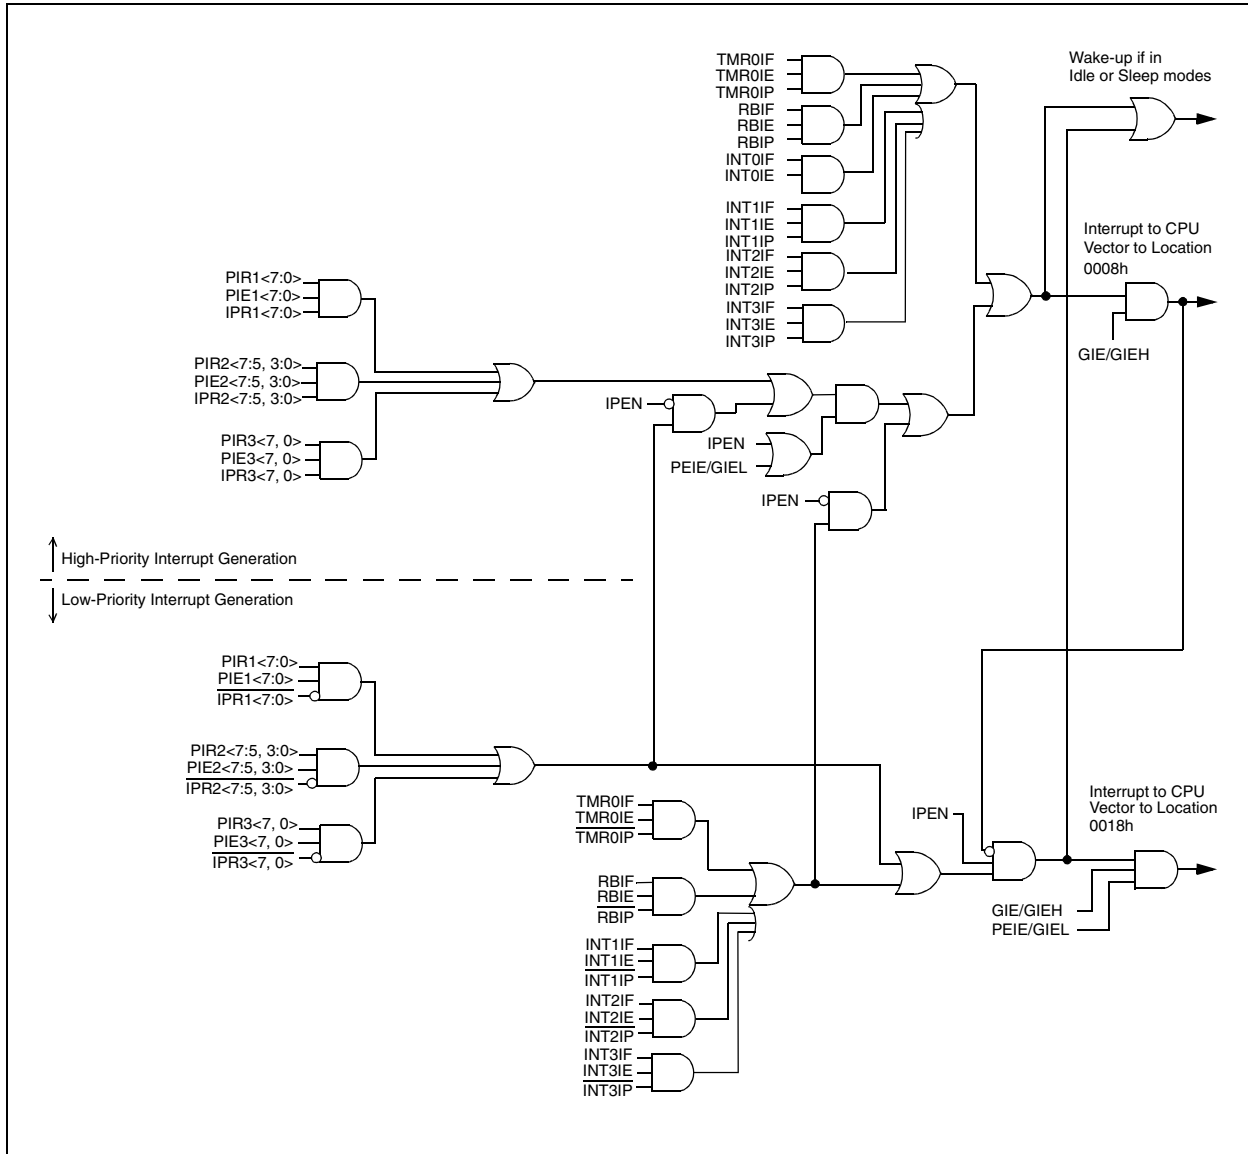 TMR0IF
TMR0IE
TMR0IP
RBIF
RBIE
RBIP
INT0IF
INT0IE
INT1IF
INT1IE
INT1IP
INT2IF
INT2IE
INT2IP
INT3IF
INT3IE
INT3IP
Wake-up if in
Idle or Sleep modes
Interrupt to CPU
Vector to Location
0008h
GIE/GIEH
PIR1<7:0>
PIE1<7:0>
IPR1<7:0>
PIR2<7:5, 3:0>
PIE2<7:5, 3:0>
IPR2<7:5, 3:0>
PIR3<7, 0>
PIE3<7, 0>
IPR3<7, 0>
IPEN
IPEN
PEIE/GIEL
IPEN
High-Priority Interrupt Generation
Low-Priority Interrupt Generation
PIR1<7:0>
PIE1<7:0>
IPR1<7:0>
PIR2<7:5, 3:0>
PIE2<7:5, 3:0>
IPR2<7:5, 3:0>
PIR3<7, 0>
PIE3<7, 0>
IPR3<7, 0>
TMR0IF
TMR0IE
TMR0IP
RBIF
RBIE
RBIP
INT1IF
INT1IE
INT1IP
INT2IF
INT2IE
INT2IP
INT3IF
INT3IE
INT3IP
IPEN
Interrupt to CPU
Vector to Location
0018h
GIE/GIEH
PEIE/GIEL